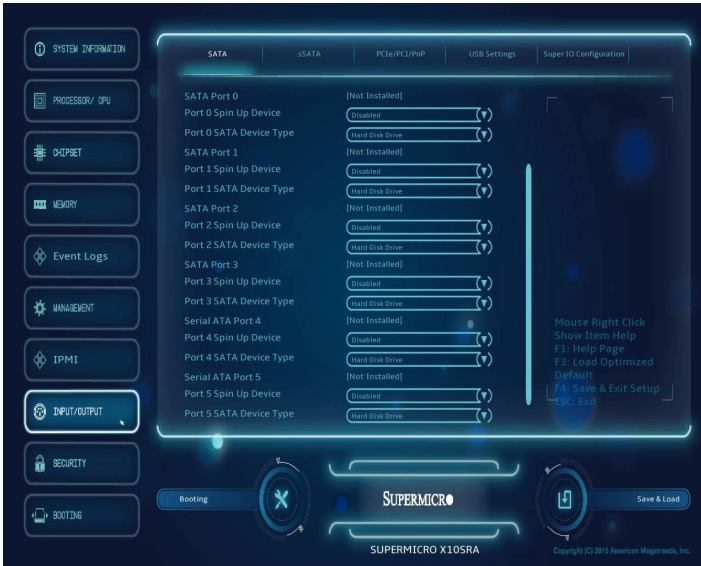 SYSTEM INFORMATION
PROCESSOR/ CPU
CHIPSET
MEMORY
Event Logs
MANAGEMENT
IPMI
INPUT/OUTPUT
SECURITY
BOOTING
SATA sSATA PCIe/PCI/PnP USB Settings Super IO Configuration
SATA Port 0 [Not Installed]
Port 0 Spin Up Device Disabled
Port 0 SATA Device Type Hard Disk Drive
SATA Port 1 [Not Installed]
Port 1 Spin Up Device Disabled
Port 1 SATA Device Type Hard Disk Drive
SATA Port 2 [Not Installed]
Port 2 Spin Up Device Disabled
Port 2 SATA Device Type Hard Disk Drive
SATA Port 3 [Not Installed]
Port 3 Spin Up Device Disabled
Port 3 SATA Device Type Hard Disk Drive
Serial ATA Port 4 [Not Installed]
Port 4 Spin Up Device Disabled
Port 4 SATA Device Type Hard Disk Drive
Serial ATA Port 5 [Not Installed]
Port 5 Spin Up Device Disabled
Port 5 SATA Device Type Hard Disk Drive
Mouse Right Click
Show Item Help
F1: Help Page
F3: Load Optimized
Default
F4: Save & Exit Setup
ESC: Exit
Booting
SUPERMICRO
Save & Load
SUPERMICRO X10SRA
Copyright (C) 2015 American Megatrends, Inc.